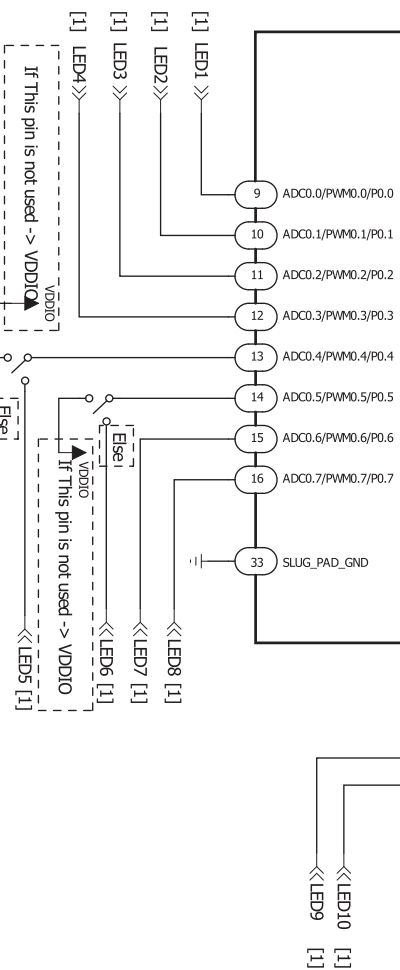 [1] LED4
[1] LED3
[1] LED2
[1] LED1
If This pin is not used -> VDDIO
VDDIO
9 ADC0.0/PWM0.0/P0.0
10 ADC0.1/PWM0.1/P0.1
11 ADC0.2/PWM0.2/P0.2
12 ADC0.3/PWM0.3/P0.3
13 ADC0.4/PWM0.4/P0.4
14 ADC0.5/PWM0.5/P0.5
15 ADC0.6/PWM0.6/P0.6
16 ADC0.7/PWM0.7/P0.7
33 SLUG_PAD_GND
Else
Else
VDDIO
If This pin is not used -> VDDIO
LED5 [1]
LED6 [1]
LED7 [1]
LED8 [1]
LED9 [1]
LED10 [1]